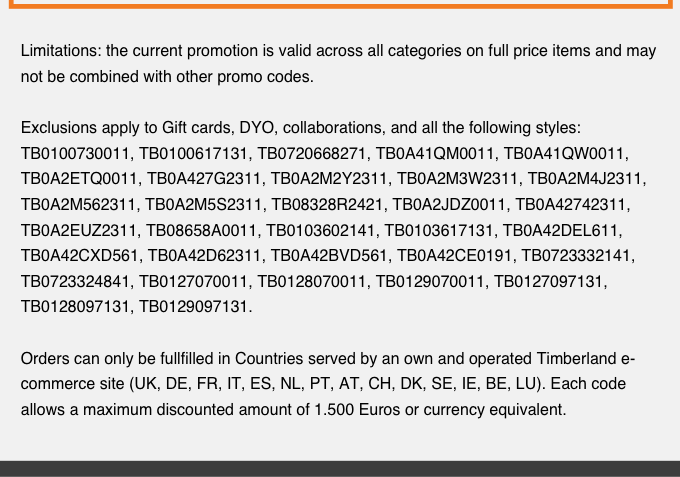 Limitations: the current promotion is valid across all categories on full price items and may
not be combined with other promo codes.
Exclusions apply to Gift cards, DYO, collaborations, and all the following styles:
TB0100730011, TB0100617131, TB0720668271, TB0A41QM0011, TB0A41QW0011,
TB0A2ETQ0011, TB0A427G2311, TB0A2M2Y2311, TB0A2M3W2311, TB0A2M4J2311,
TB0A2M562311, TB0A2M5S2311, TB08328R2421, TB0A2JDZ0011, TB0A42742311,
TB0A2EUZ2311, TB08658A0011, TB0103602141, TB0103617131, TB0A42DEL611,
TB0A42CXD561, TB0A42D62311, TB0A42BVD561, TB0A42CE0191, TB0723332141,
TB0723324841, TB0127070011, TB0128070011, TB0129070011, TB0127097131,
TB0128097131, TB0129097131.
Orders can only be fullfilled in Countries served by an own and operated Timberland e-
commerce site (UK, DE, FR, IT, ES, NL, PT, AT, CH, DK, SE, IE, BE, LU). Each code
allows a maximum discounted amount of 1.500 Euros or currency equivalent.